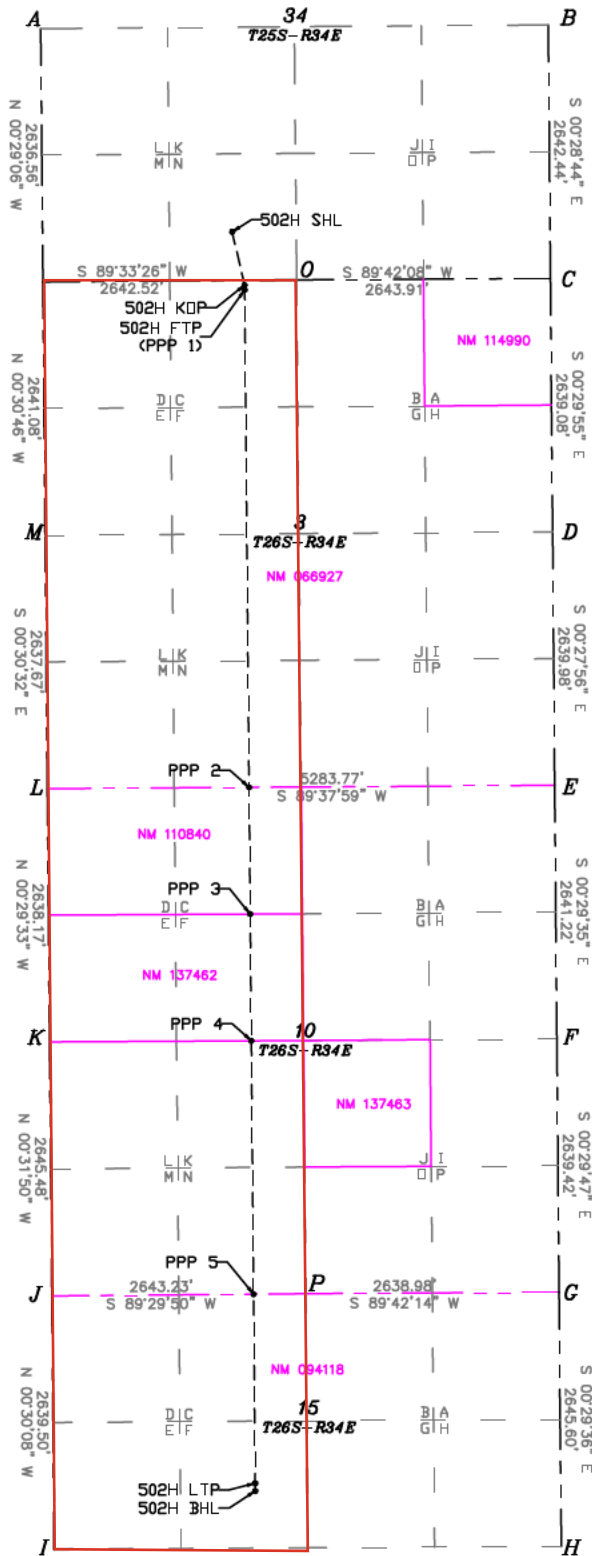 A
34
B
T25S-R34E
2636.56'
N 00°29'06" W
L K
M N
J I
O P
S 00°28'44" E
2642.44'
502H SHL
S 89°33'26" W
2642.52'
O
S 89°42'08" W
2643.91'
C
502H KOP
502H FTP
(PPP 1)
NM 114990
2641.08'
N 00°30'46" W
D C
E F
B A
G H
S 00°29'55" E
2639.08'
M
3
T26S-R34E
D
NM 066927
2637.67'
S 00°30'32" E
L K
M N
J I
O P
S 00°27'56" E
2639.98'
PPP 2
L
5283.77'
S 89°37'59" W
E
NM 110840
PPP 3
2638.17'
N 00°29'33" W
D C
E F
B A
G H
S 00°29'35" E
2641.22'
NM 137462
PPP 4
K
10
T26S-R34E
F
NM 137463
2645.48'
N 00°31'50" W
L K
M N
J I
O P
S 00°29'47" E
2639.42'
PPP 5
J
2643.23'
S 89°29'50" W
P
2638.98'
S 89°42'14" W
G
NM 094118
2639.50'
N 00°30'08" W
D C
E F
15
T26S-R34E
B A
G H
S 00°29'36" E
2645.60'
502H LTP
502H BHL
I
H